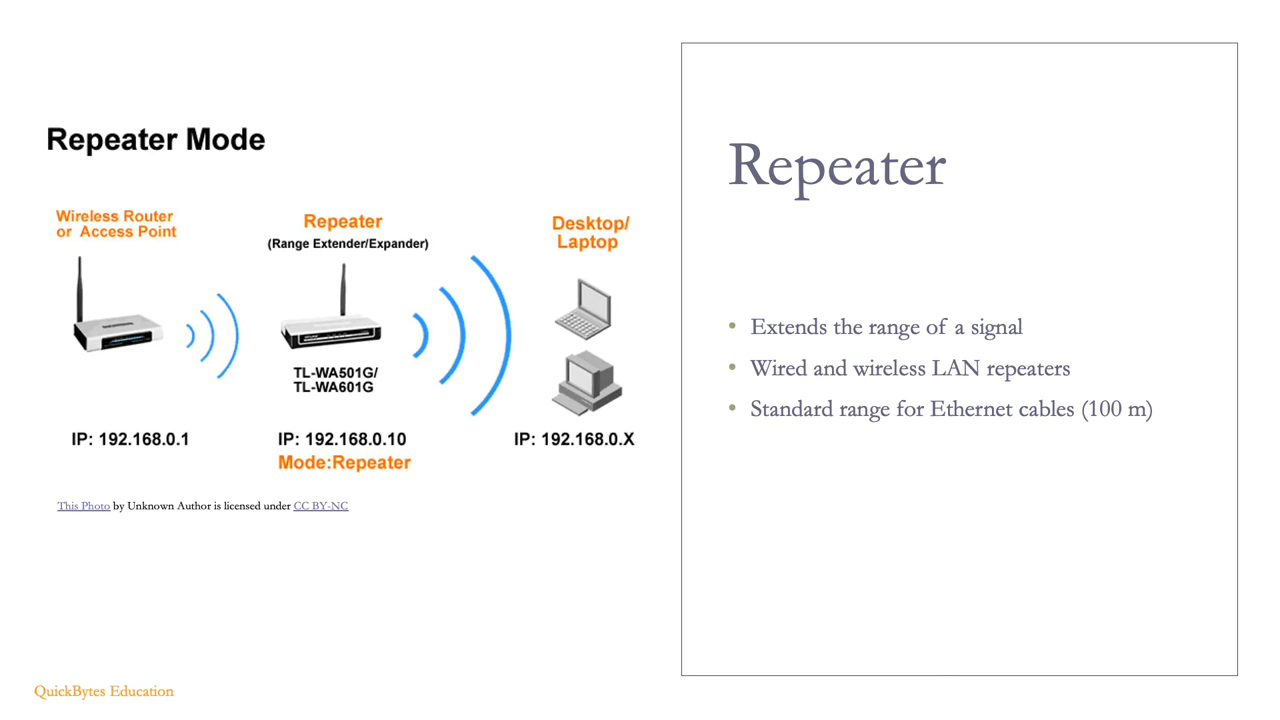 Repeater Mode
Wireless Router
or Access Point
Repeater
(Range Extender/Expander)
Desktop/
Laptop
TL-WA501G/
TL-WA601G
IP: 192.168.0.1
IP: 192.168.0.10
Mode:Repeater
IP: 192.168.0.X
This Photo by Unknown Author is licensed under CC BY-NC
Repeater
• Extends the range of a signal
• Wired and wireless LAN repeaters
• Standard range for Ethernet cables (100 m)
QuickBytes Education